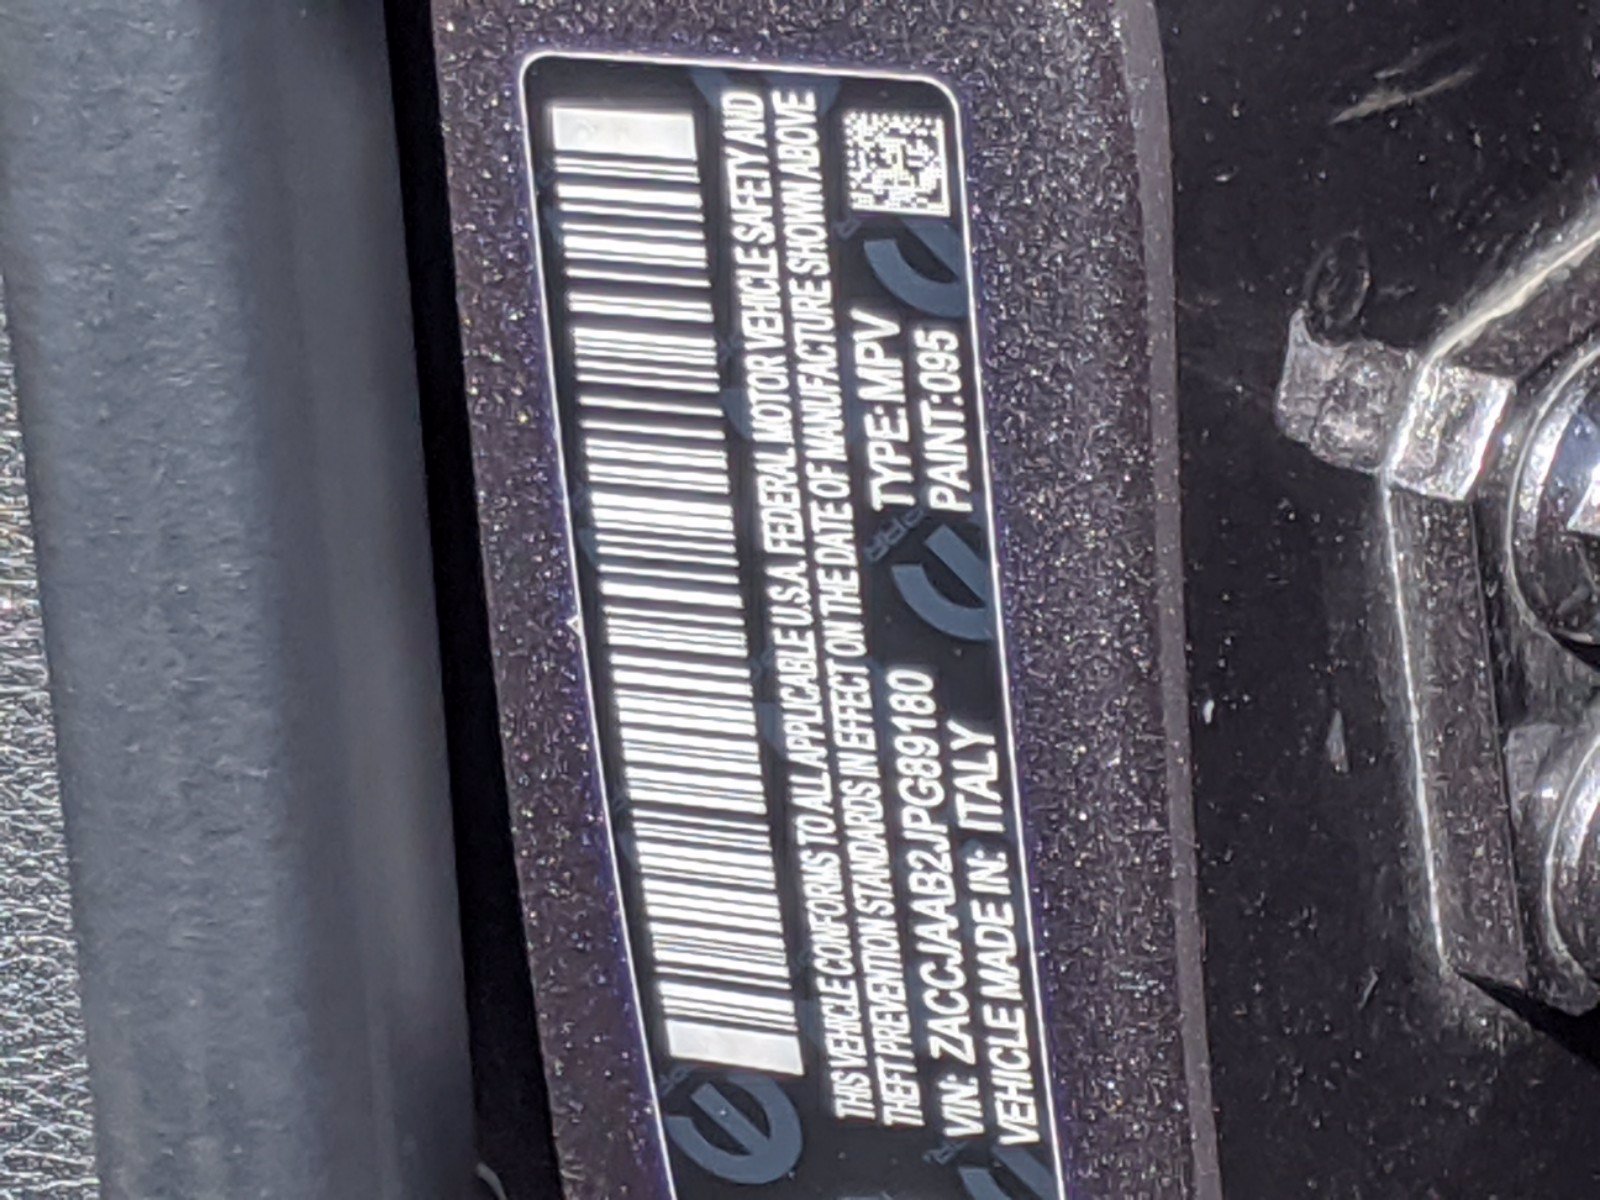 THIS VEHICLE CONFORMS TO ALL APPLICABLE U.S.A. FEDERAL MOTOR VEHICLE SAFETY AND
THEFT PREVENTION STANDARDS IN EFFECT ON THE DATE OF MANUFACTURE SHOWN ABOVE
VIN: ZACCJAAB2JPG89180 TYPE: MPV
VEHICLE MADE IN: ITALY PAINT:095